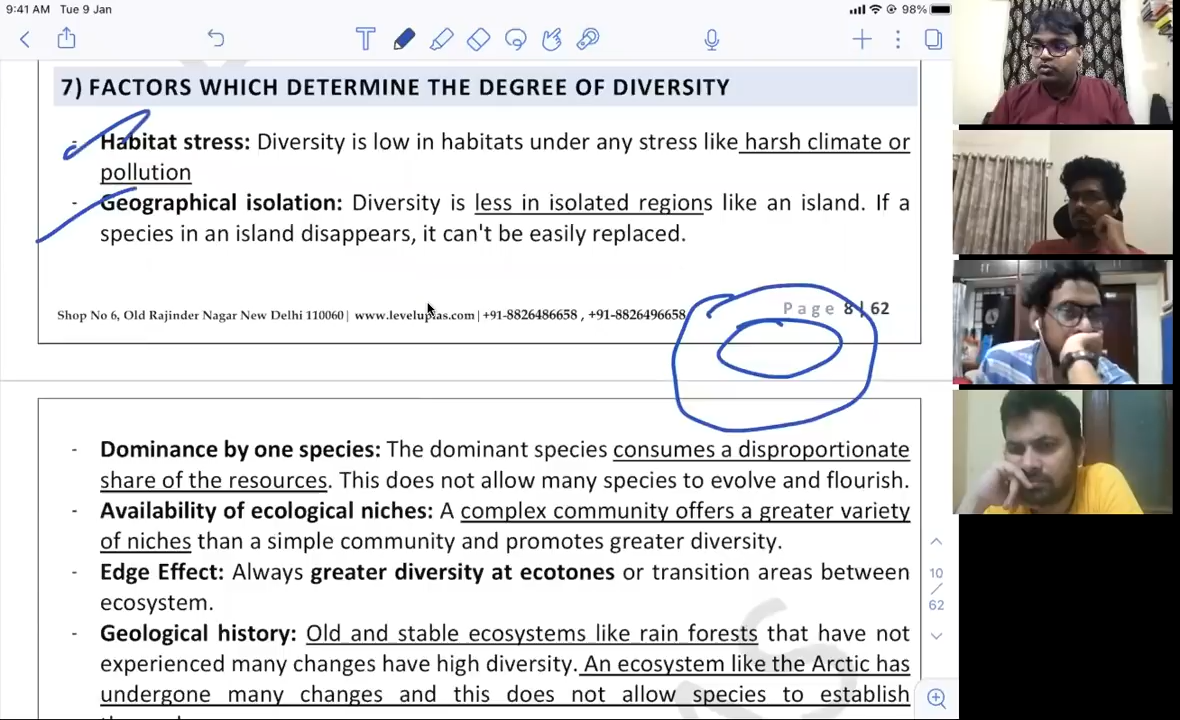 9:41 AM Tue 9 Jan
98%
7) FACTORS WHICH DETERMINE THE DEGREE OF DIVERSITY
- Habitat stress: Diversity is low in habitats under any stress like harsh climate or
pollution
- Geographical isolation: Diversity is less in isolated regions like an island. If a
species in an island disappears, it can't be easily replaced.
Shop No 6, Old Rajinder Nagar New Delhi 110060| www.levelupias.com| +91-8826486658 , +91-8826496658
Page 8 | 62
- Dominance by one species: The dominant species consumes a disproportionate
share of the resources. This does not allow many species to evolve and flourish.
- Availability of ecological niches: A complex community offers a greater variety
of niches than a simple community and promotes greater diversity.
- Edge Effect: Always greater diversity at ecotones or transition areas between
ecosystem.
- Geological history: Old and stable ecosystems like rain forests that have not
experienced many changes have high diversity. An ecosystem like the Arctic has
undergone many changes and this does not allow species to establish
10
/
62